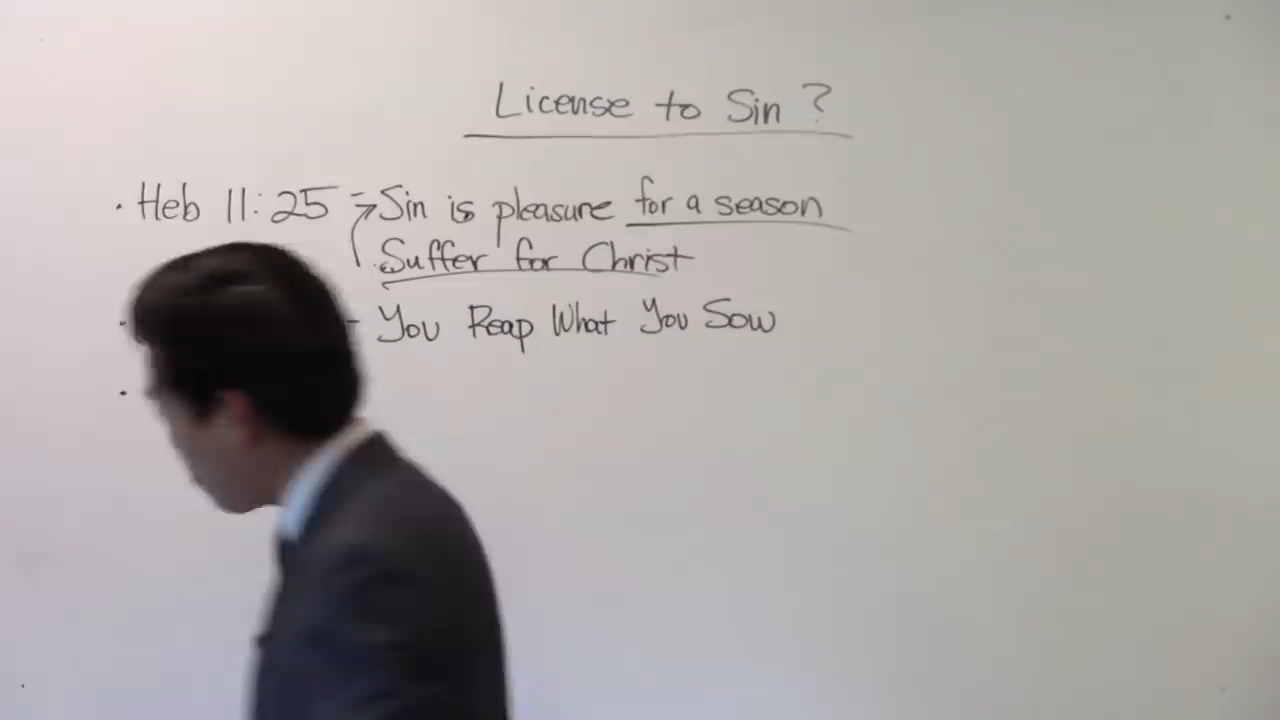 License to Sin ?
· Heb 11:25 → Sin is pleasure for a season
Suffer for Christ
- You Reap What You Sow